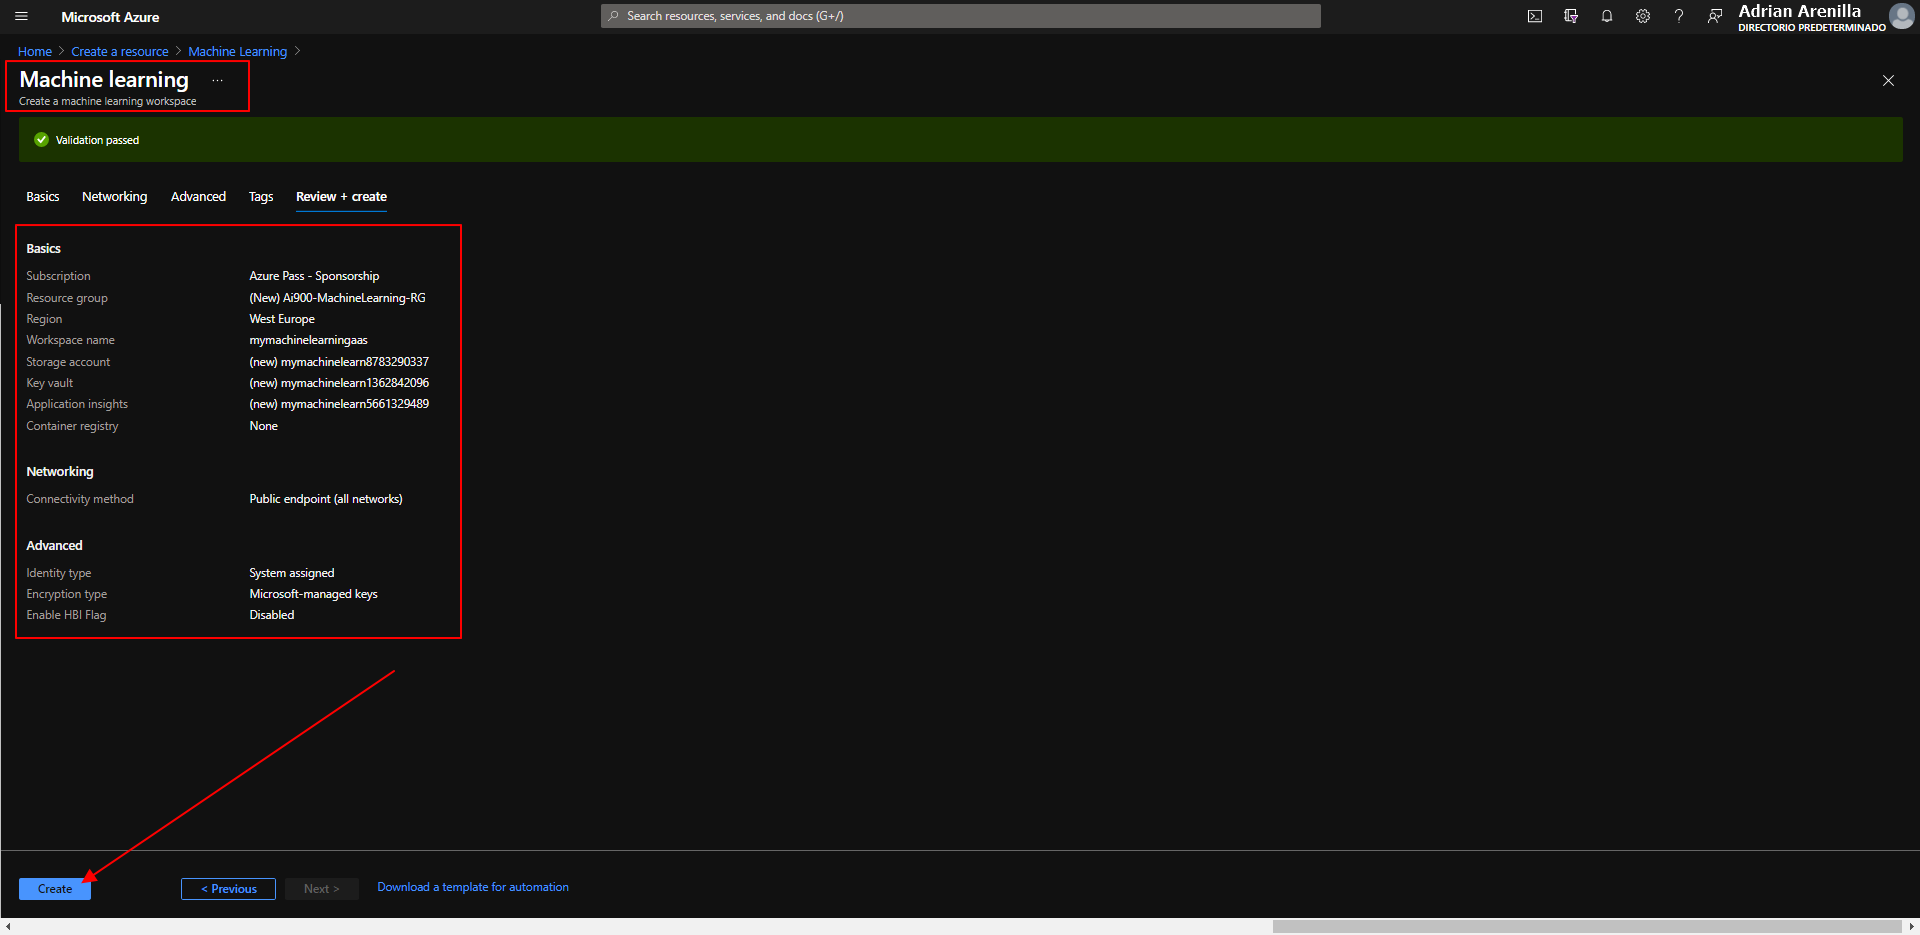 Microsoft Azure
Search resources, services, and docs (G+/)
Adrian Arenilla
DIRECTORIO PREDETERMINADO
Home > Create a resource > Machine Learning >
Machine learning ...
Create a machine learning workspace
Validation passed
Basics Networking Advanced Tags Review + create
Basics
Subscription Azure Pass - Sponsorship
Resource group (New) Ai900-MachineLearning-RG
Region West Europe
Workspace name mymachinelearningaas
Storage account (new) mymachinelearn8783290337
Key vault (new) mymachinelearn1362842096
Application insights (new) mymachinelearn5661329489
Container registry None
Networking
Connectivity method Public endpoint (all networks)
Advanced
Identity type System assigned
Encryption type Microsoft-managed keys
Enable HBI Flag Disabled
Create < Previous Next > Download a template for automation